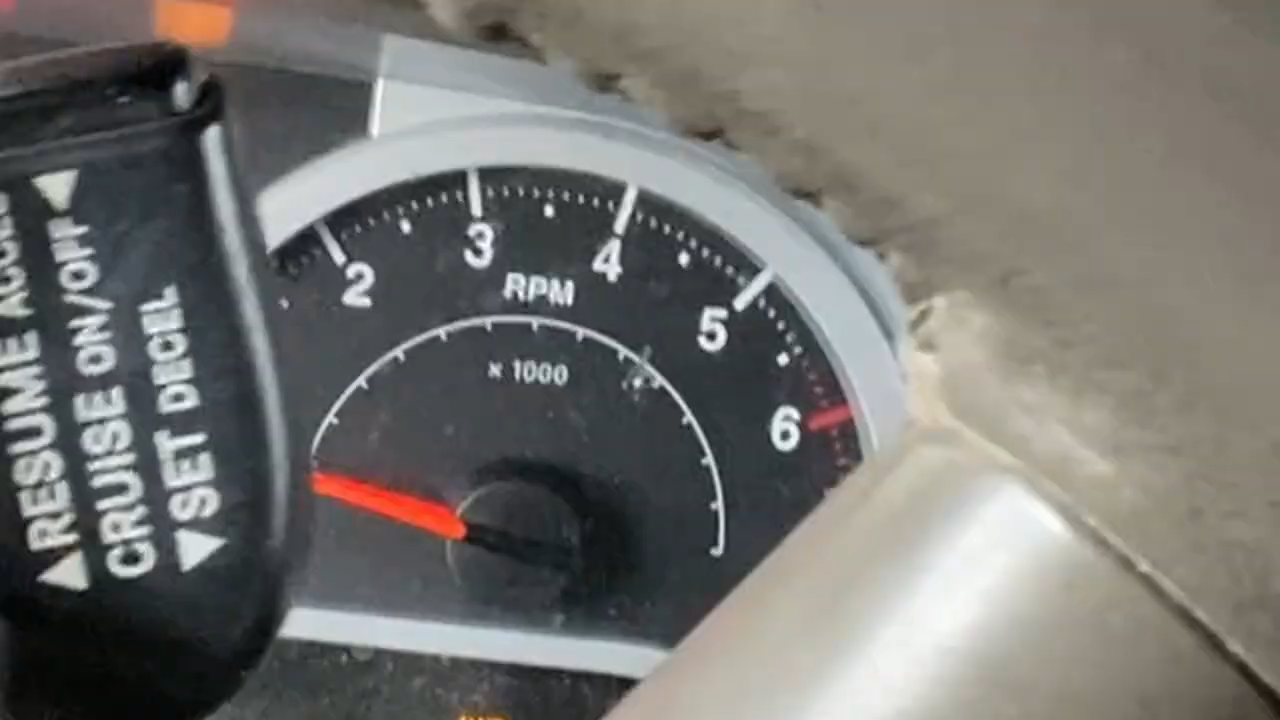 ▲RESUME ACCEL
CRUISE ON/OFF
▼SET DECEL
2
3
4
5
6
RPM
x 1000